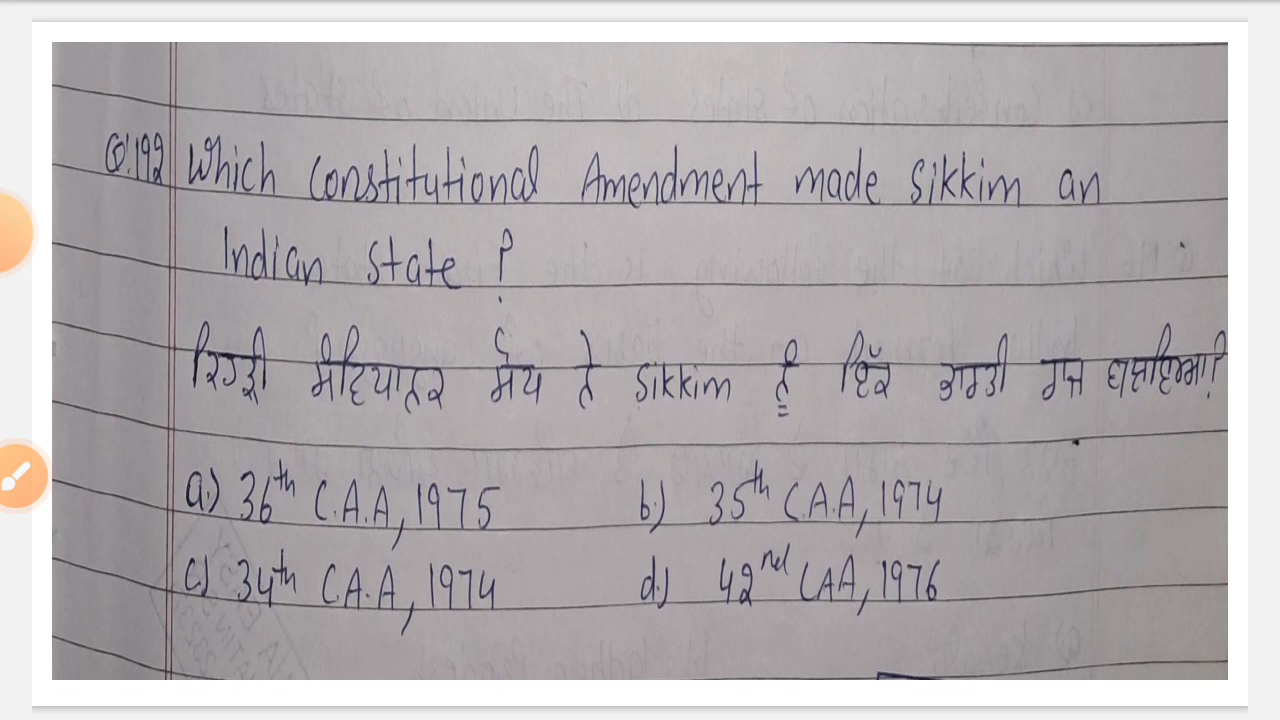 Q.192 Which Constitutional Amendment made Sikkim an
Indian State ?
ਕਿਹੜੀ ਸੰਵਿਧਾਨਕ ਸੋਧ ਨੇ Sikkim ਨੂੰ ਇੱਕ ਭਾਰਤੀ ਰਾਜ ਬਣਾਇਆ?
a.) 36th C.A.A, 1975 b.) 35th C.A.A, 1974
c.) 34th C.A.A, 1974 d.) 42nd CAA, 1976